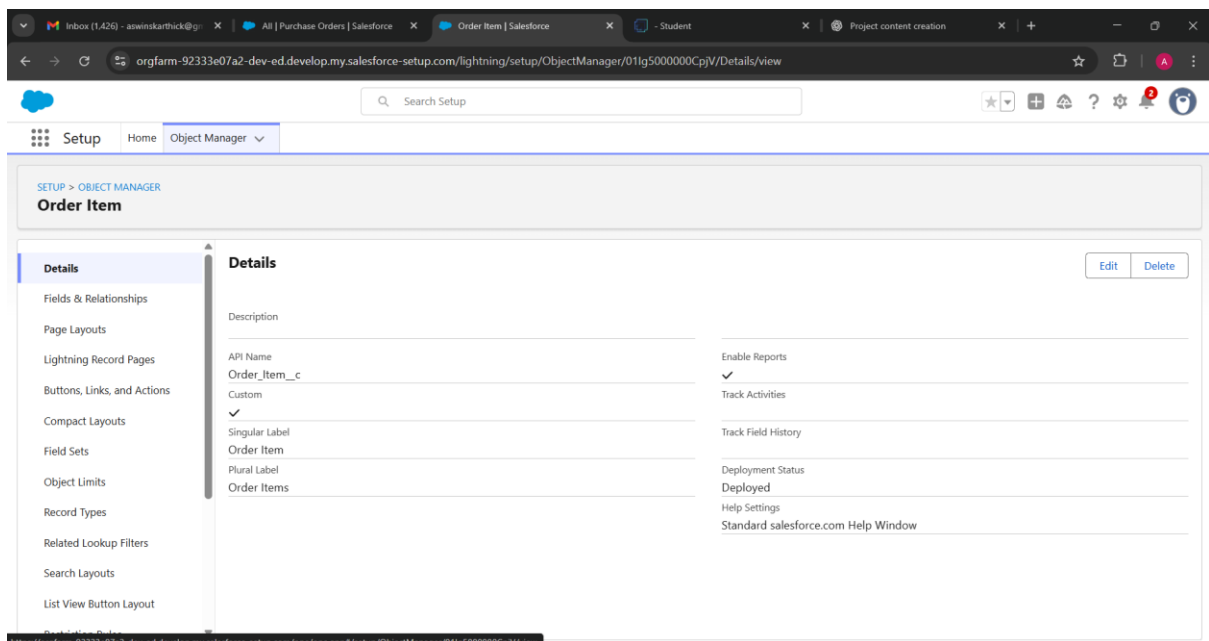 Inbox (1,426) - aswinskarthick@gn
All | Purchase Orders | Salesforce
Order Item | Salesforce
- Student
Project content creation
orgfarm-92333e07a2-dev-ed.develop.my.salesforce-setup.com/lightning/setup/ObjectManager/01Ig5000000CpjV/Details/view
A
Search Setup
2
Setup
Home
Object Manager
SETUP > OBJECT MANAGER
Order Item
Details
Fields & Relationships
Page Layouts
Lightning Record Pages
Buttons, Links, and Actions
Compact Layouts
Field Sets
Object Limits
Record Types
Related Lookup Filters
Search Layouts
List View Button Layout
Details
Edit
Delete
Description
API Name
Order_Item__c
Custom
Singular Label
Order Item
Plural Label
Order Items
Enable Reports
Track Activities
Track Field History
Deployment Status
Deployed
Help Settings
Standard salesforce.com Help Window